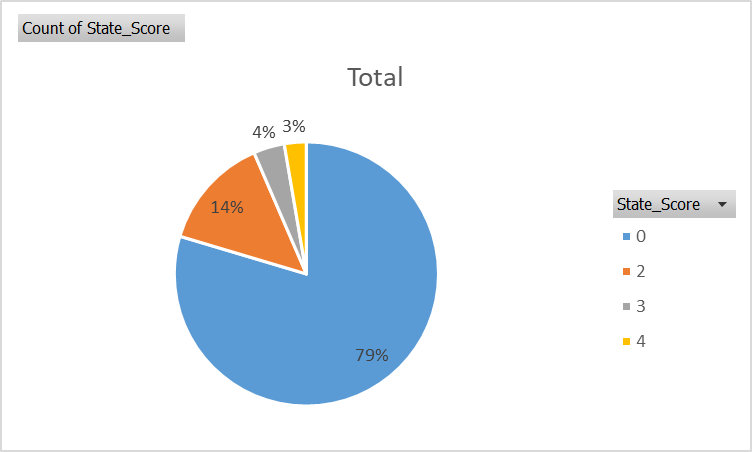 Count of State_Score
Total
4%
3%
14%
79%
State_Score
0
2
3
4